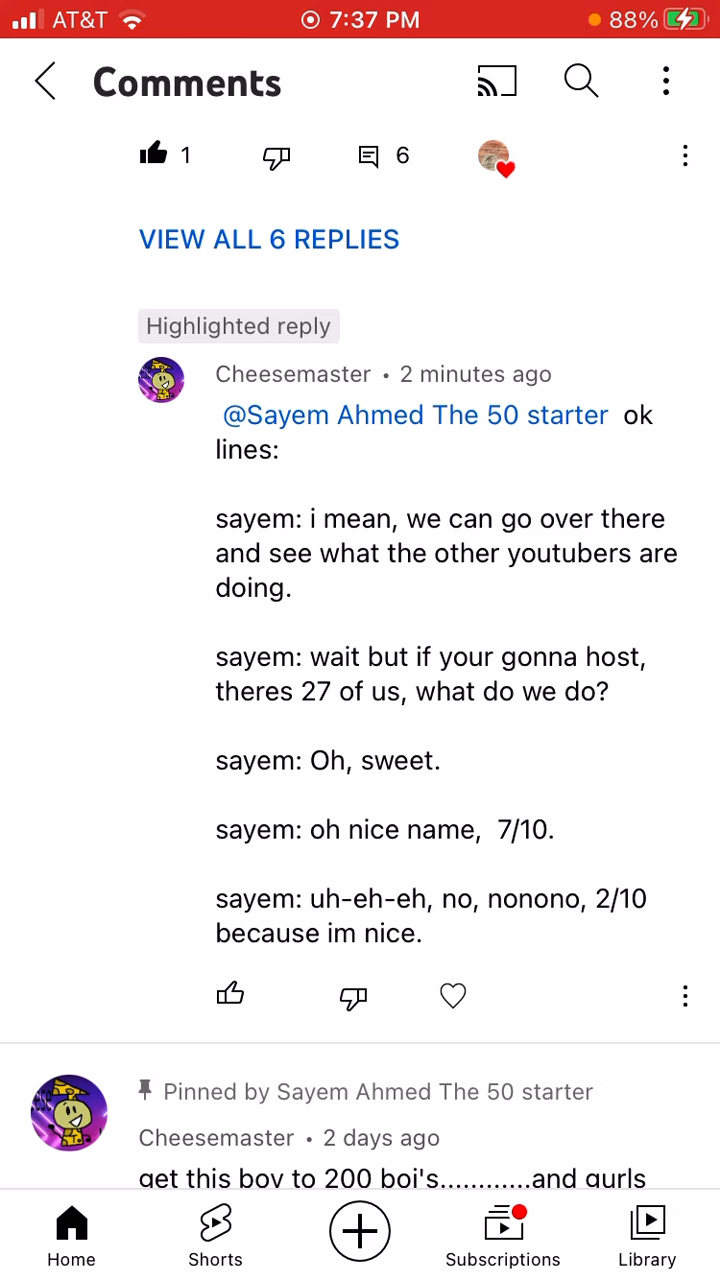 AT&T 7:37 PM 88%
Comments
1 6
VIEW ALL 6 REPLIES
Highlighted reply
Cheesemaster • 2 minutes ago
@Sayem Ahmed The 50 starter ok
lines:
sayem: i mean, we can go over there
and see what the other youtubers are
doing.
sayem: wait but if your gonna host,
theres 27 of us, what do we do?
sayem: Oh, sweet.
sayem: oh nice name, 7/10.
sayem: uh-eh-eh, no, nonono, 2/10
because im nice.
Pinned by Sayem Ahmed The 50 starter
Cheesemaster • 2 days ago
get this boy to 200 boi's............and gurls
Home Shorts Subscriptions Library